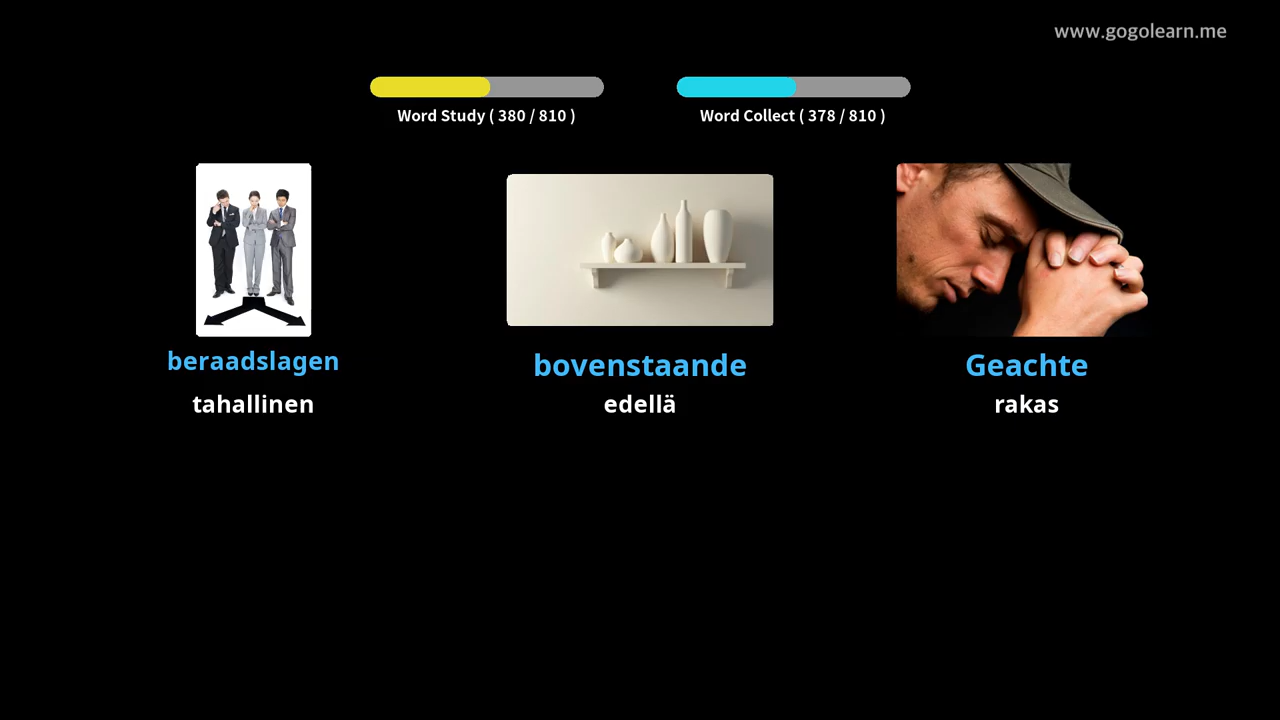 www.gogolearn.me
Word Study ( 380 / 810 )
Word Collect ( 378 / 810 )
beraadslagen
tahallinen
bovenstaande
edellä
Geachte
rakas